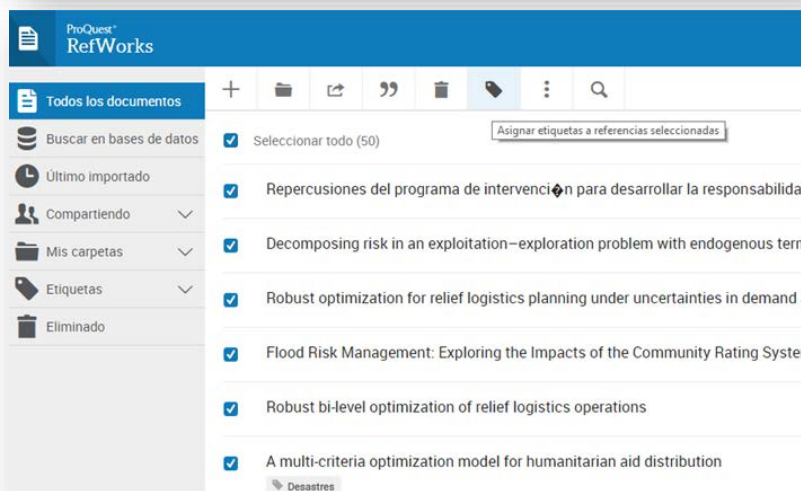 ProQuest®
RefWorks
Todos los documentos
Buscar en bases de datos
Último importado
Compartiendo
Mis carpetas
Etiquetas
Eliminado
Asignar etiquetas a referencias seleccionadas
Seleccionar todo (50)
Repercusiones del programa de intervenci�n para desarrollar la responsabilida
Decomposing risk in an exploitation–exploration problem with endogenous tern
Robust optimization for relief logistics planning under uncertainties in demand
Flood Risk Management: Exploring the Impacts of the Community Rating Syste
Robust bi-level optimization of relief logistics operations
A multi-criteria optimization model for humanitarian aid distribution
Desastres